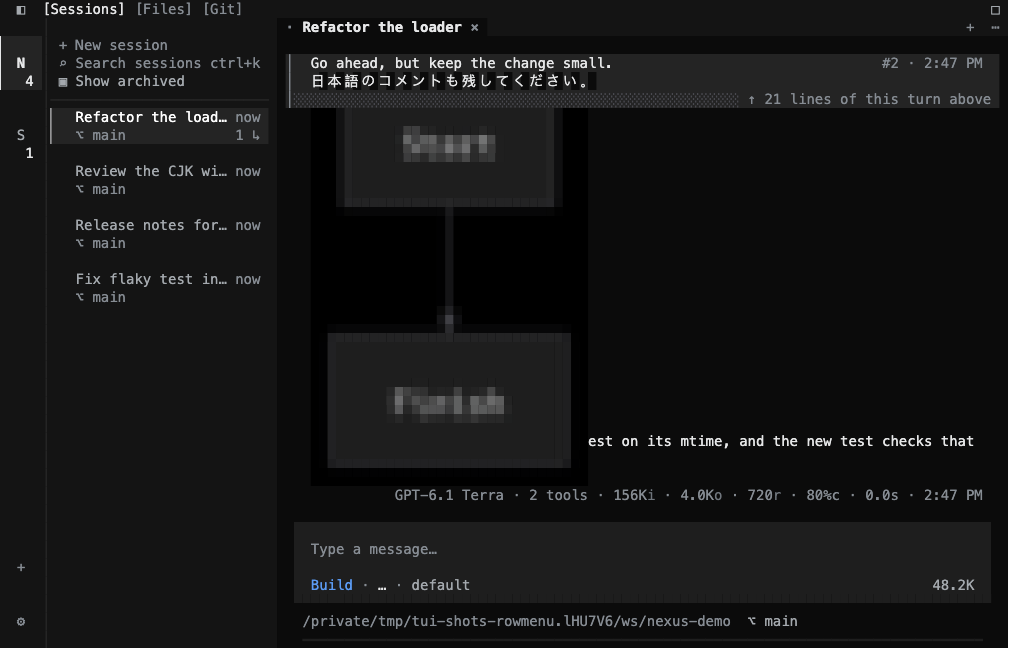 [Sessions] [Files] [Git]
Refactor the loader ×
+ …
N
4
S
1
+ New session
Search sessions ctrl+k
Show archived
Refactor the load… now
⌥ main 1 ↳
Review the CJK wi… now
⌥ main
Release notes for… now
⌥ main
Fix flaky test in… now
⌥ main
Go ahead, but keep the change small. #2 · 2:47 PM
日本語のコメントも残してください。
↑ 21 lines of this turn above
est on its mtime, and the new test checks that
GPT-6.1 Terra · 2 tools · 156Ki · 4.0Ko · 720r · 80%c · 0.0s · 2:47 PM
Type a message…
Build · … · default 48.2K
/private/tmp/tui-shots-rowmenu.lHU7V6/ws/nexus-demo ⌥ main
+